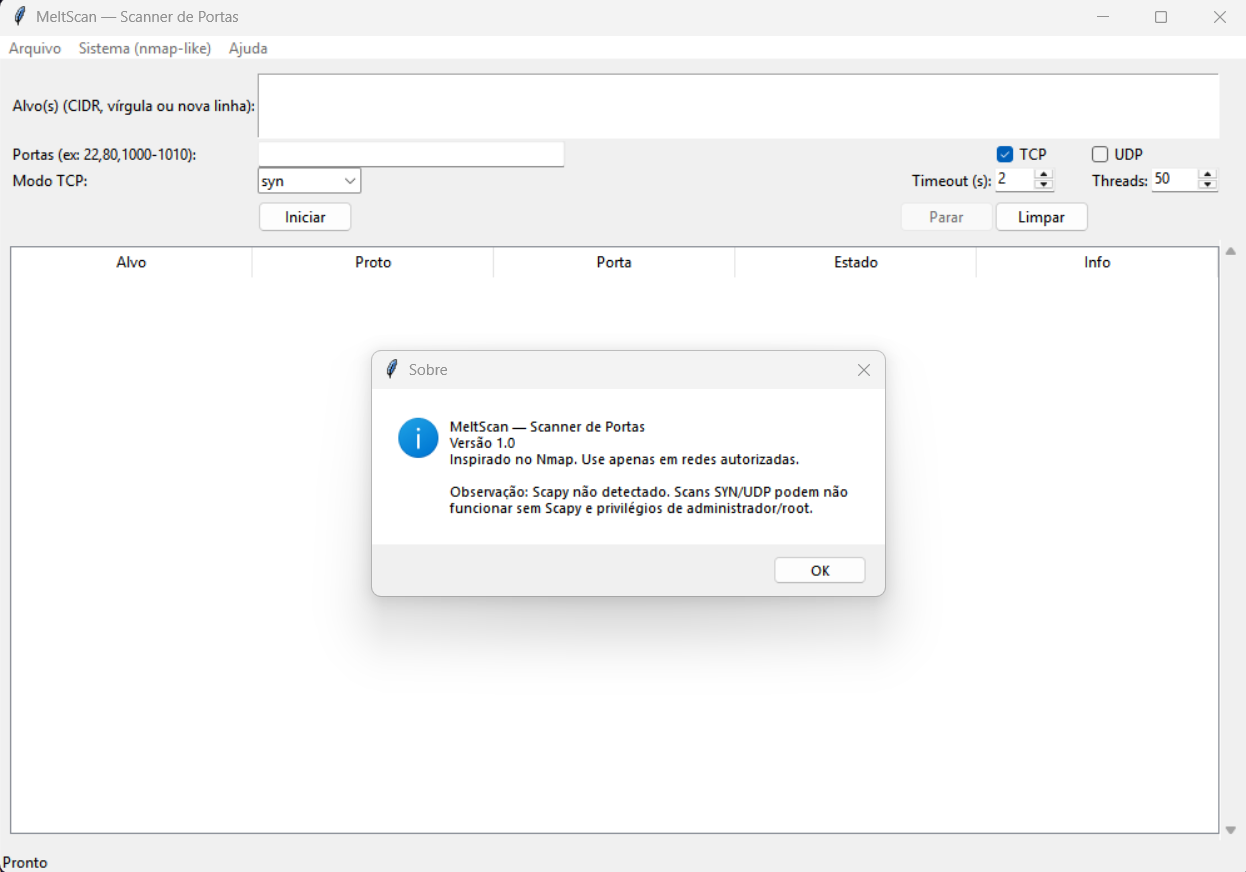 MeltScan — Scanner de Portas
Arquivo Sistema (nmap-like) Ajuda
Alvo(s) (CIDR, vírgula ou nova linha):
Portas (ex: 22,80,1000-1010): TCP UDP
Modo TCP: syn Timeout (s): 2 Threads: 50
Iniciar Parar Limpar
Alvo Proto Porta Estado Info
Sobre
MeltScan — Scanner de Portas
Versão 1.0
Inspirado no Nmap. Use apenas em redes autorizadas.
Observação: Scapy não detectado. Scans SYN/UDP podem não
funcionar sem Scapy e privilégios de administrador/root.
OK
Pronto